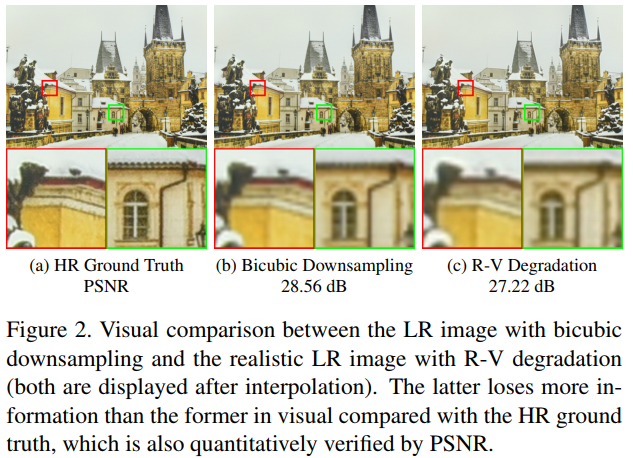 (a) HR Ground Truth
PSNR
(b) Bicubic Downsampling
28.56 dB
(c) R-V Degradation
27.22 dB
Figure 2. Visual comparison between the LR image with bicubic
downsampling and the realistic LR image with R-V degradation
(both are displayed after interpolation). The latter loses more in-
formation than the former in visual compared with the HR ground
truth, which is also quantitatively verified by PSNR.